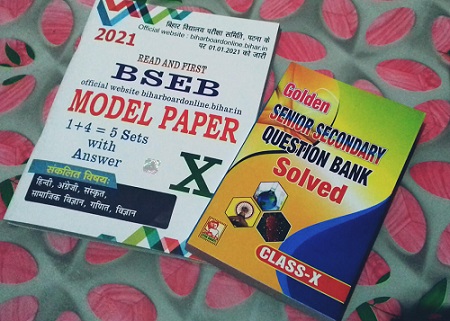 बिहार विद्यालय परीक्षा समिति, पटना के
Official website : biharboardonline.bihar.in
पर 01.01.2021 को जारी
2021
READ AND FIRST
BSEB
official website biharboardonline.bihar.in
MODEL PAPER
1+4 = 5 Sets
with
Answer
X
संकलित विषय:
हिन्दी, अंग्रेजी, संस्कृत,
सामाजिक विज्ञान, गणित, विज्ञान
Golden
SENIOR SECONDARY
QUESTION BANK
Solved
CLASS-X